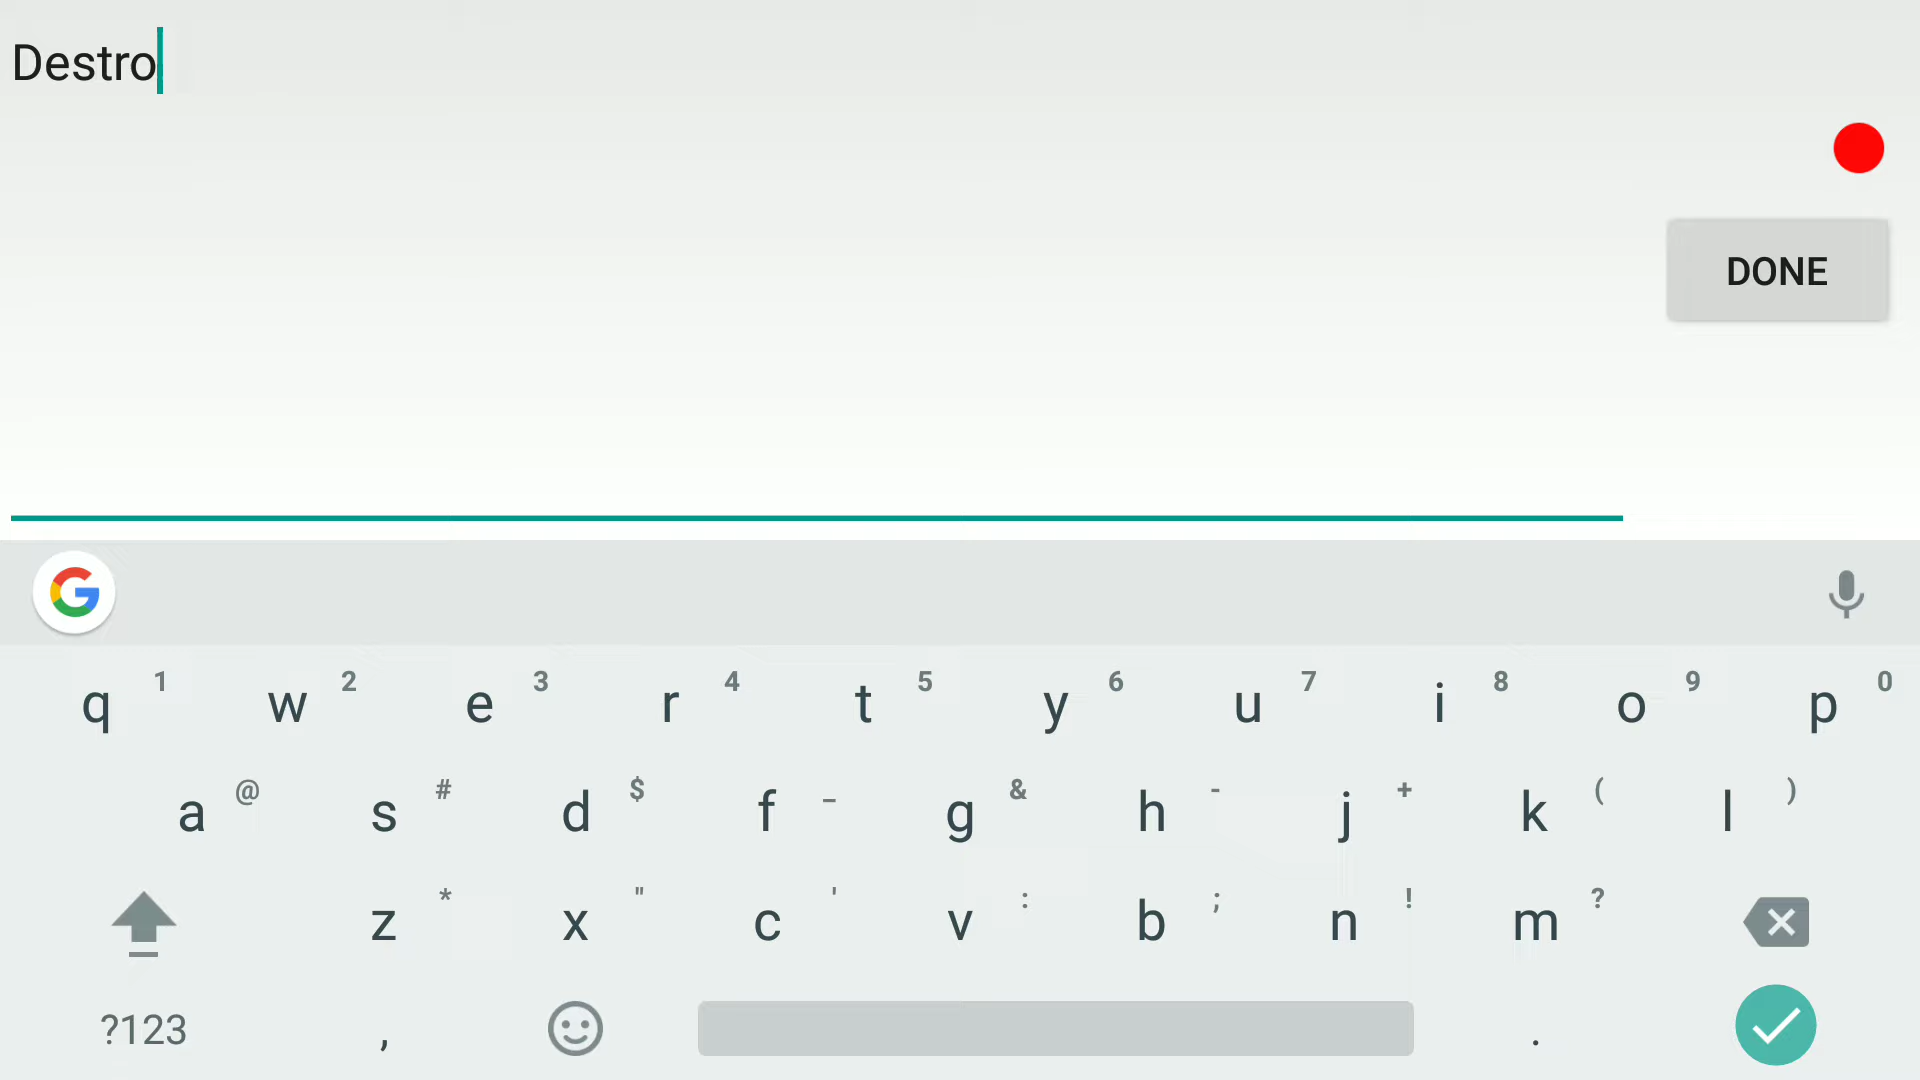 Destro
DONE
q 1 w 2 e 3 r 4 t 5 y 6 u 7 i 8 o 9 p 0
a @ s # d $ f _ g & h - j + k ( l )
z * x " c ' v : b ; n ! m ?
?123 , .